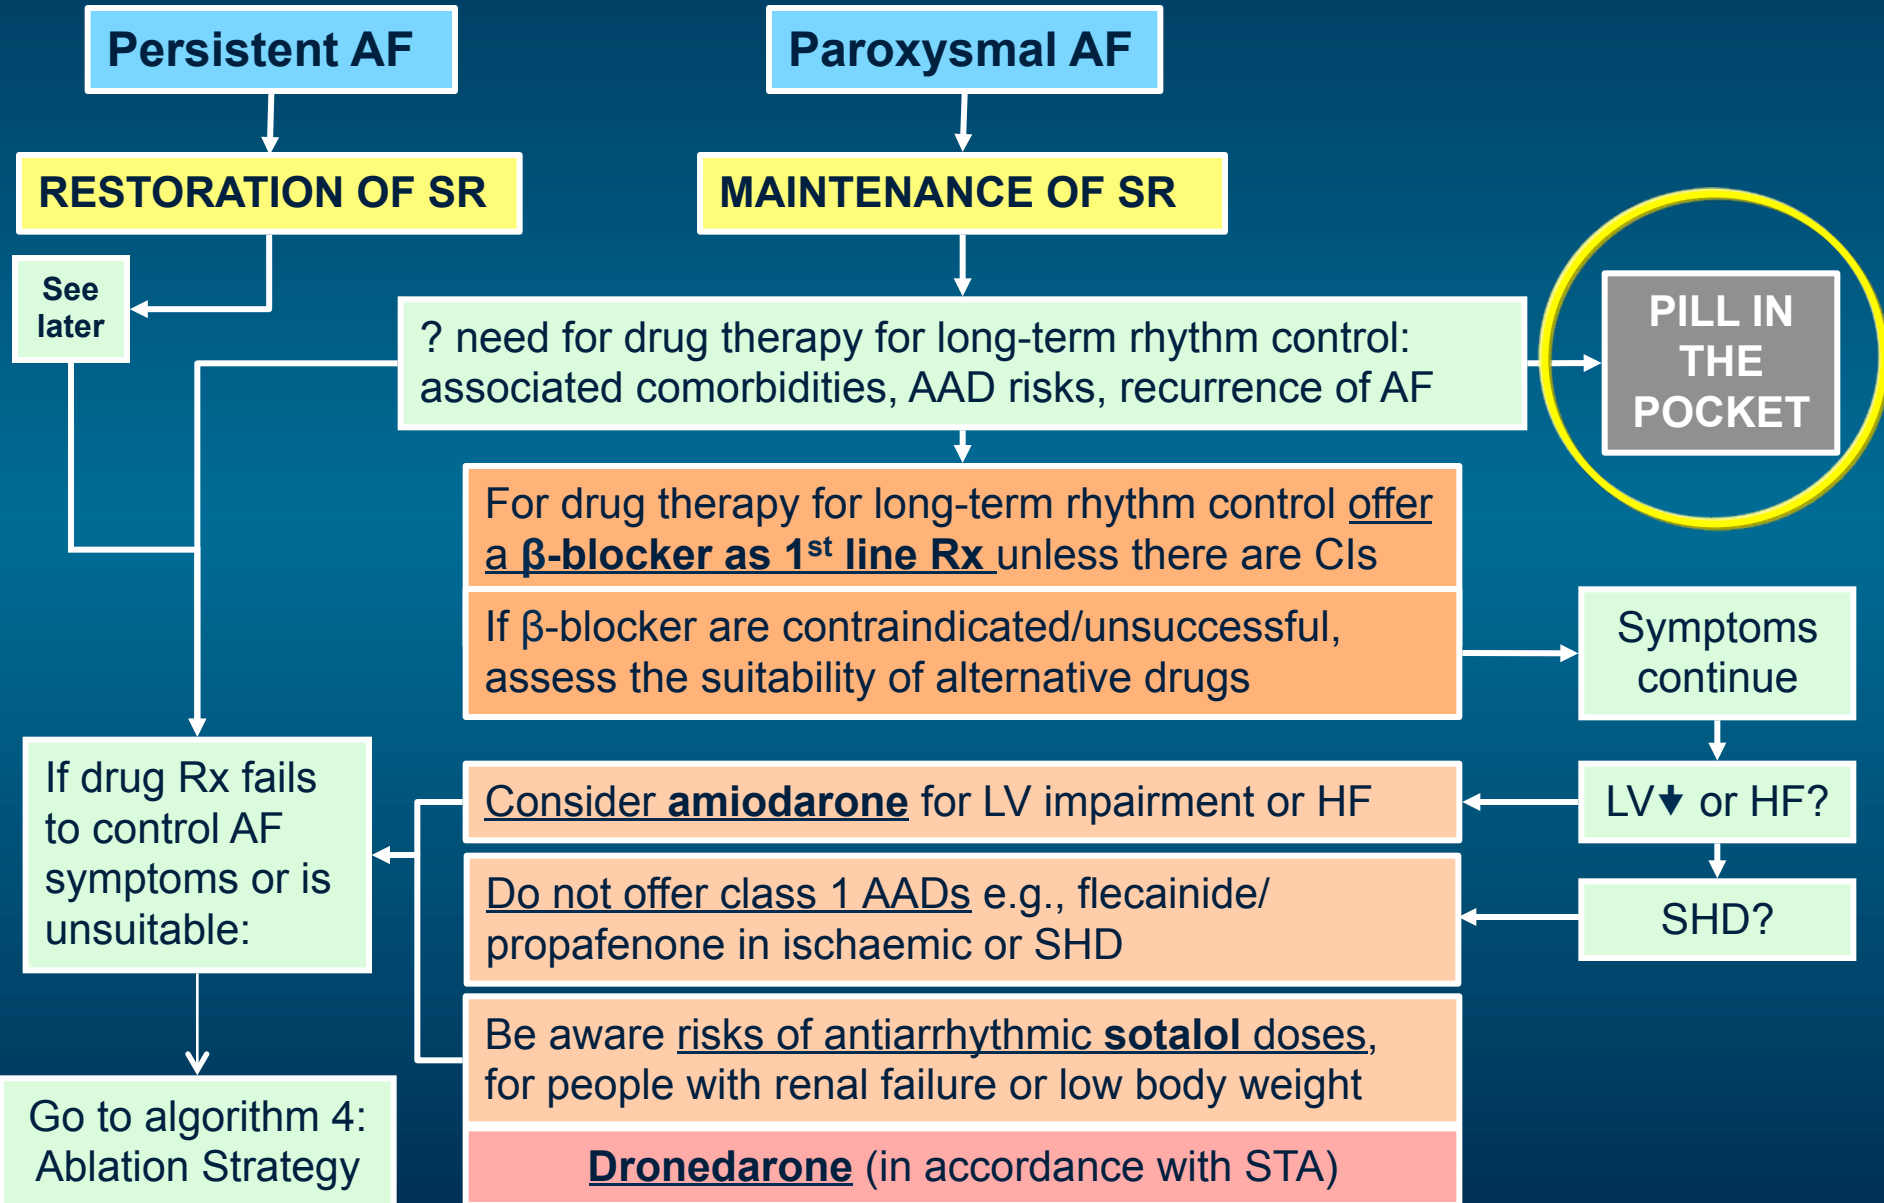 Persistent AF
Paroxysmal AF
RESTORATION OF SR
MAINTENANCE OF SR
See
later
? need for drug therapy for long-term rhythm control:
associated comorbidities, AAD risks, recurrence of AF
PILL IN
THE
POCKET
For drug therapy for long-term rhythm control offer
a β-blocker as 1st line Rx unless there are CIs
If β-blocker are contraindicated/unsuccessful,
assess the suitability of alternative drugs
Symptoms
continue
If drug Rx fails
to control AF
symptoms or is
unsuitable:
Consider amiodarone for LV impairment or HF
LV🡇 or HF?
Do not offer class 1 AADs e.g., flecainide/
propafenone in ischaemic or SHD
SHD?
Be aware risks of antiarrhythmic sotalol doses,
for people with renal failure or low body weight
Go to algorithm 4:
Ablation Strategy
Dronedarone (in accordance with STA)